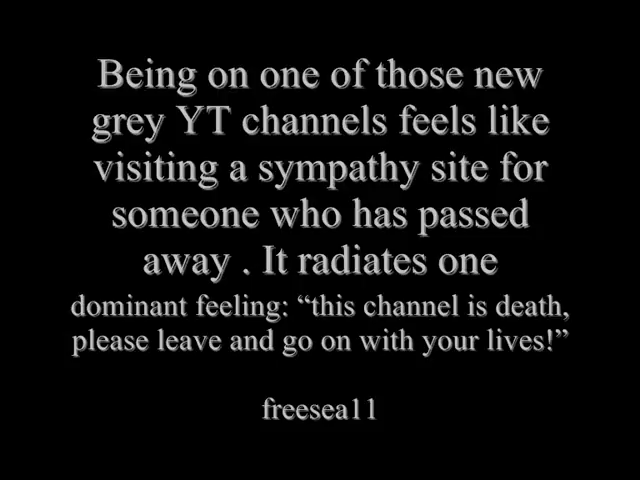 Being on one of those new
grey YT channels feels like
visiting a sympathy site for
someone who has passed
away . It radiates one
dominant feeling: “this channel is death,
please leave and go on with your lives!”
freesea11